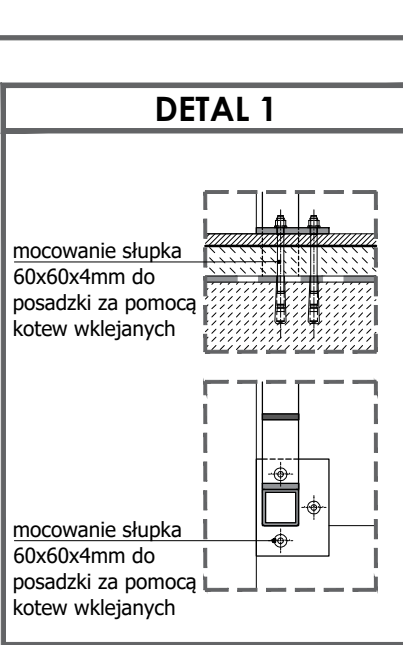 DETAL 1
mocowanie słupka
60x60x4mm do
posadzki za pomocą
kotew wklejanych
mocowanie słupka
60x60x4mm do
posadzki za pomocą
kotew wklejanych